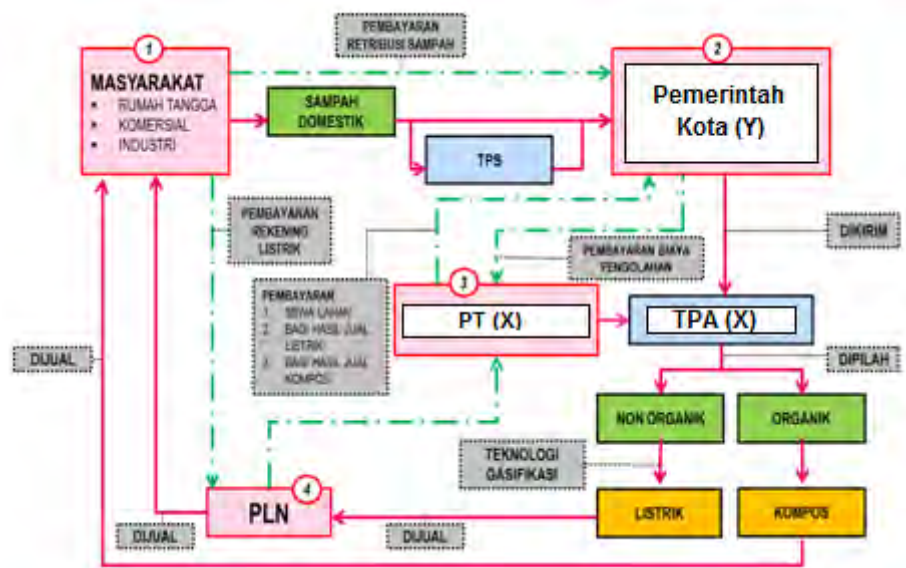 1
MASYARAKAT
▪ RUMAH TANGGA
▪ KOMERSIAL
▪ INDUSTRI
PEMBAYARAN
RETRIBUSI SAMPAH
2
Pemerintah
Kota (Y)
SAMPAH
DOMESTIK
TPS
PEMBAYARAN
REKENING
LISTRIK
DIKIRIM
PEMBAYARAN BIAYA
PENGOLAHAN
3
PT (X)
TPA (X)
PEMBAYARAN
1. SEWA LAHAN
2. BAGI HASIL JUAL
LISTRIK
3. BAGI HASIL JUAL
KOMPOS
DIJUAL
DIPILAH
NON ORGANIK
ORGANIK
TEKNOLOGI
GASIFIKASI
4
PLN
LISTRIK
KOMPOS
DIJUAL
DIJUAL